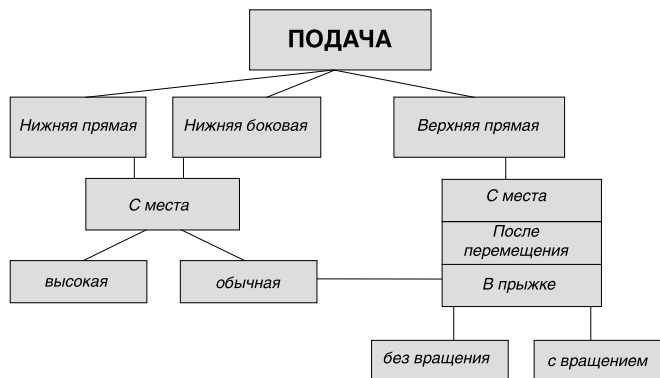 ПОДАЧА
Нижняя прямая
Нижняя боковая
Верхняя прямая
С места
С места
После
перемещения
В прыжке
высокая
обычная
без вращения
с вращением